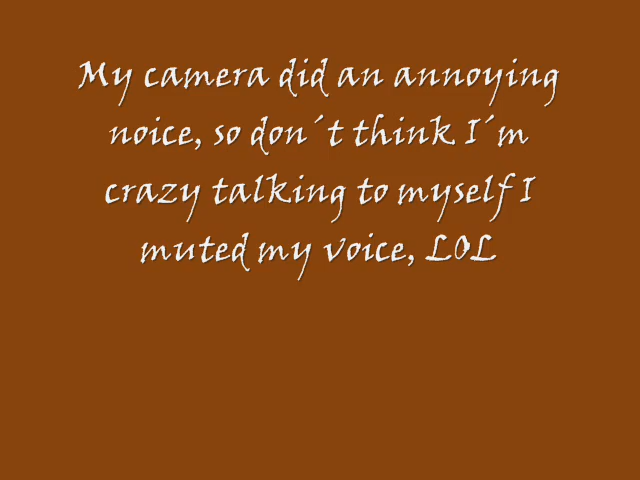 My camera did an annoying
noice, so don´t think I´m
crazy talking to myself I
muted my voice, LOL